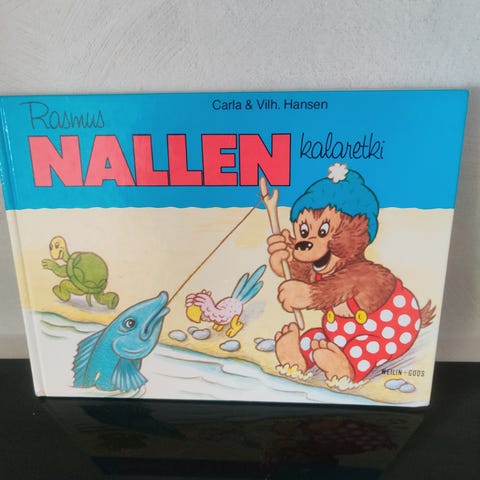 Carla & Vilh. Hansen
Rasmus
NALLEN kalaretki
WEILIN+GÖÖS